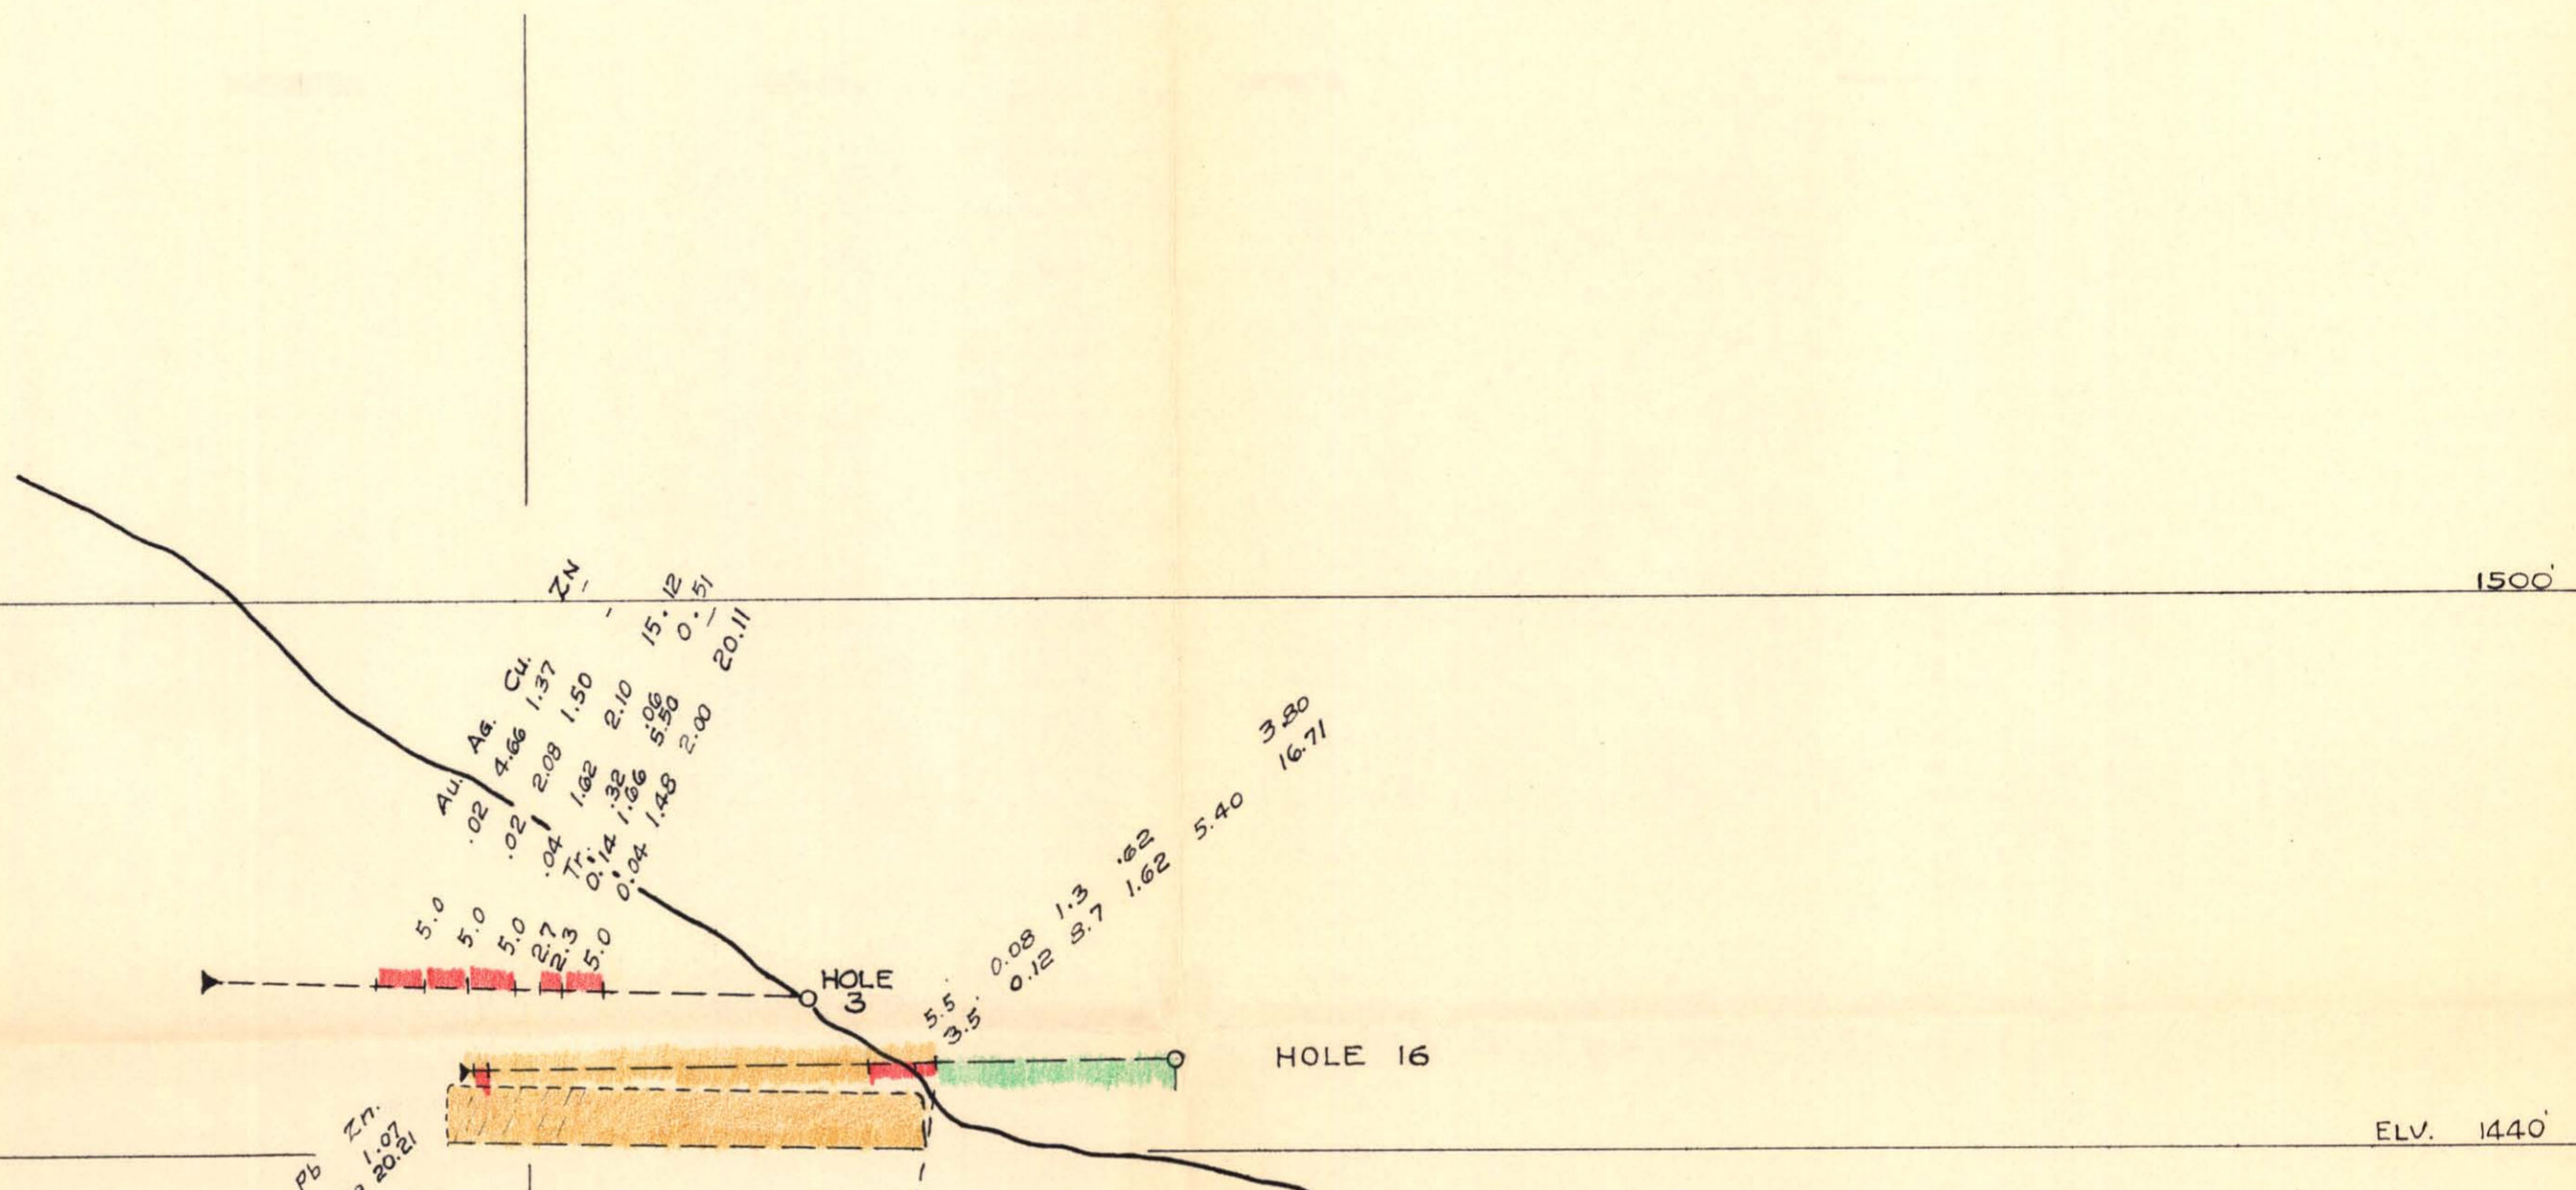 1500'
Au. Ag. Cu. ZN
5.0 .02 4.66 1.37 -
5.0 .02 2.08 1.50 -
5.0 .04 1.62 2.10 15.12
2.7 Tr. .32 .06 0.51
2.3 0.14 1.66 5.50 -
5.0 0.04 1.48 2.00 20.11
HOLE
3
5.5' 0.08 1.3 .62 3.80
3.5' 0.12 8.7 1.62 5.40 16.71
HOLE 16
ELV. 1440'
Pb Zn.
1.07
20.21